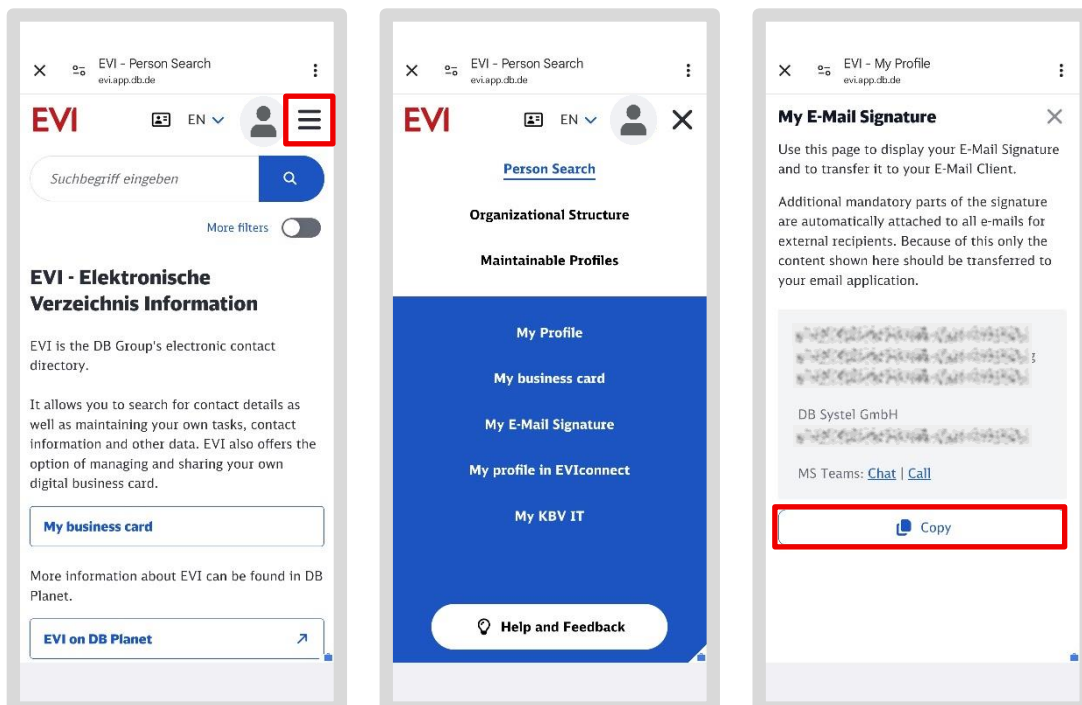 EVI - Person Search
evi.app.db.de
EVI
EN
Suchbegriff eingeben
More filters
EVI - Elektronische
Verzeichnis Information
EVI is the DB Group's electronic contact
directory.
It allows you to search for contact details as
well as maintaining your own tasks, contact
information and other data. EVI also offers the
option of managing and sharing your own
digital business card.
My business card
More information about EVI can be found in DB
Planet.
EVI on DB Planet
EVI - Person Search
evi.app.db.de
EVI
EN
Person Search
Organizational Structure
Maintainable Profiles
My Profile
My business card
My E-Mail Signature
My profile in EVIconnect
My KBV IT
Help and Feedback
EVI - My Profile
evi.app.db.de
My E-Mail Signature
Use this page to display your E-Mail Signature
and to transfer it to your E-Mail Client.
Additional mandatory parts of the signature
are automatically attached to all e-mails for
external recipients. Because of this only the
content shown here should be transferred to
your email application.
DB Systel GmbH
MS Teams: Chat | Call
Copy